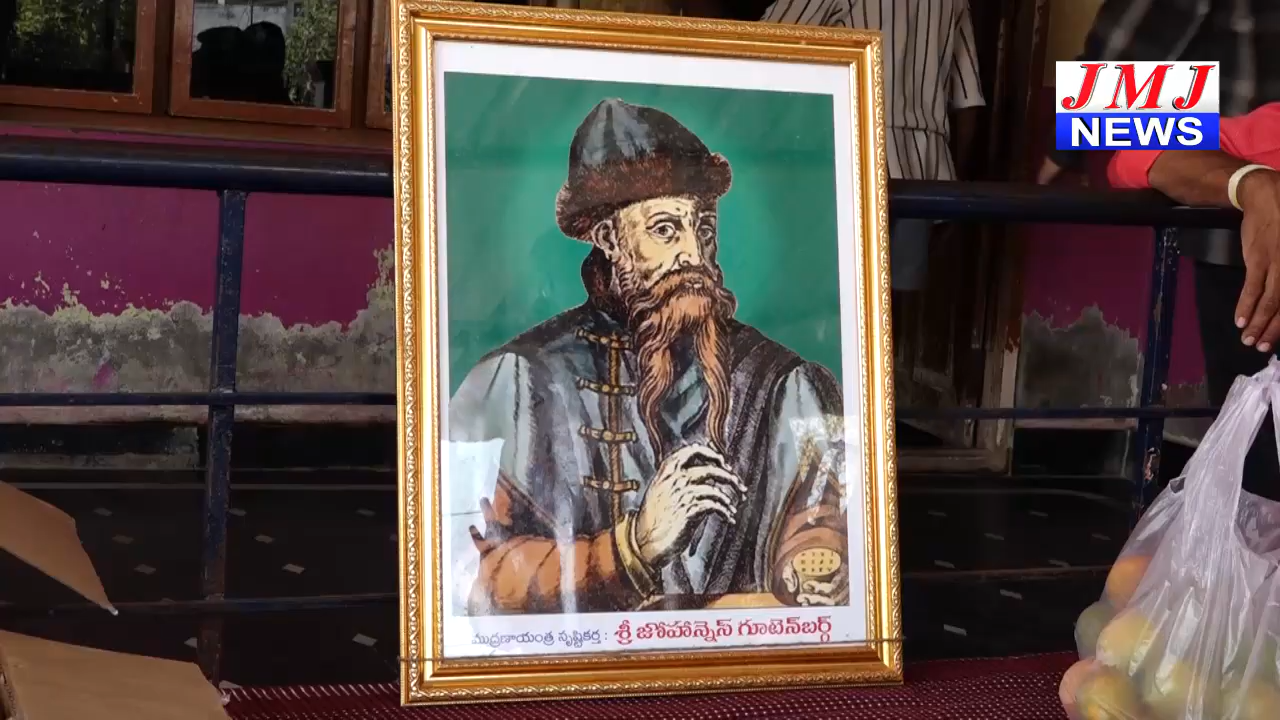 JMJ
NEWS
ముద్రణాయంత్ర సృష్టికర్త : శ్రీ జోహాన్నెస్ గూటెన్‌బర్గ్